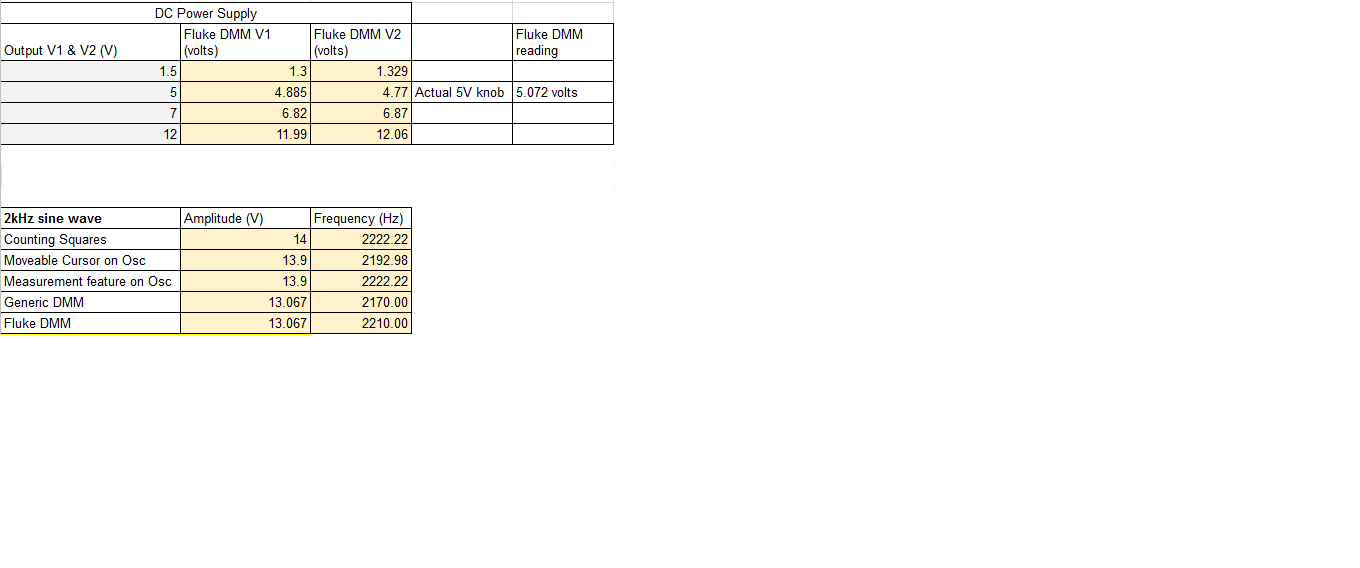 DC Power Supply
Output V1 & V2 (V) Fluke DMM V1 (volts) Fluke DMM V2 (volts) Fluke DMM reading
1.5 1.3 1.329
5 4.885 4.77 Actual 5V knob 5.072 volts
7 6.82 6.87
12 11.99 12.06
2kHz sine wave Amplitude (V) Frequency (Hz)
Counting Squares 14 2222.22
Moveable Cursor on Osc 13.9 2192.98
Measurement feature on Osc 13.9 2222.22
Generic DMM 13.067 2170.00
Fluke DMM 13.067 2210.00